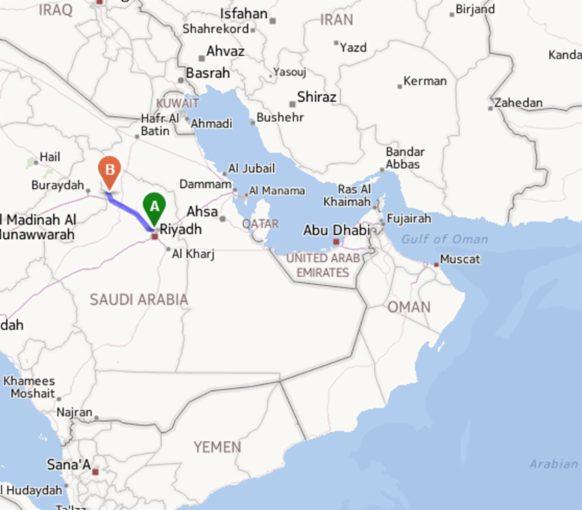 IRAQ
Isfahan
Shahrekord
IRAN
Birjand
Ahvaz
Yazd
Kanda
Basrah
Yasouj
Kerman
Shiraz
Zahedan
KUWAIT
Hafr Al
Batin
Ahmadi
Bushehr
Hail
B
Al Jubail
Bandar
Abbas
Buraydah
Dammam
Al Manama
Ras Al
Khaimah
A
l Madinah Al
lunawwarah
Riyadh
Ahsa
QATAR
Abu Dhabi
Fujairah
Gulf of Oman
Al Kharj
UNITED ARAB
EMIRATES
Muscat
SAUDI ARABIA
OMAN
dah
Khamees
Moshait
Najran
YEMEN
Sana'A
Arabian
l Hudaydah
Ta'Izz